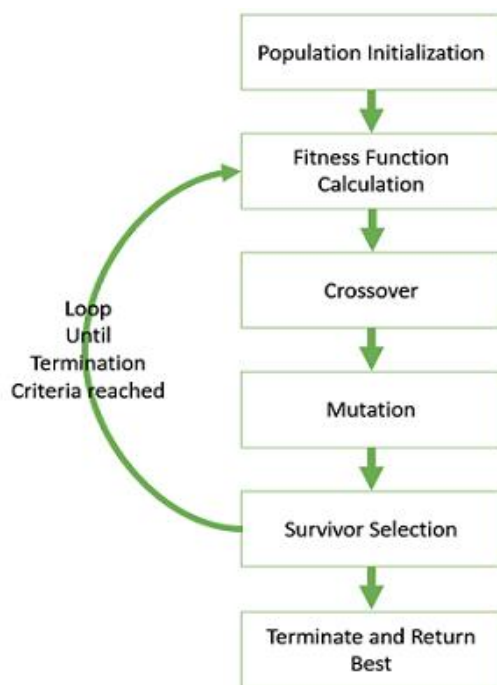 Population Initialization
Fitness Function
Calculation
Crossover
Loop
Until
Termination
Criteria reached
Mutation
Survivor Selection
Terminate and Return
Best